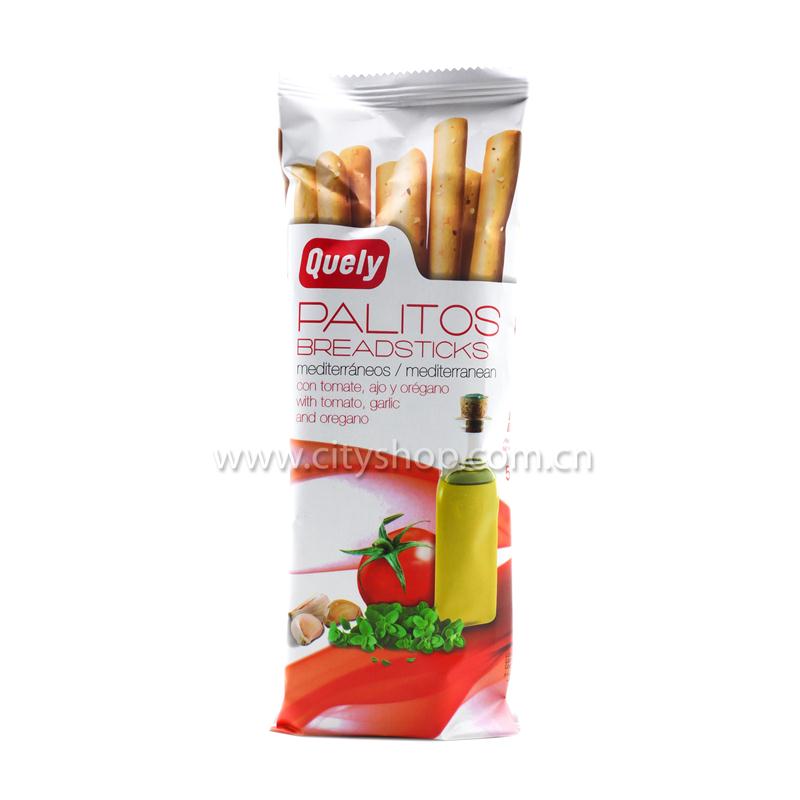 Quely
PALITOS
BREADSTICKS
mediterráneos / mediterranean
con tomate, ajo y orégano
with tomato, garlic
and oregano
www.cityshop.com.cn